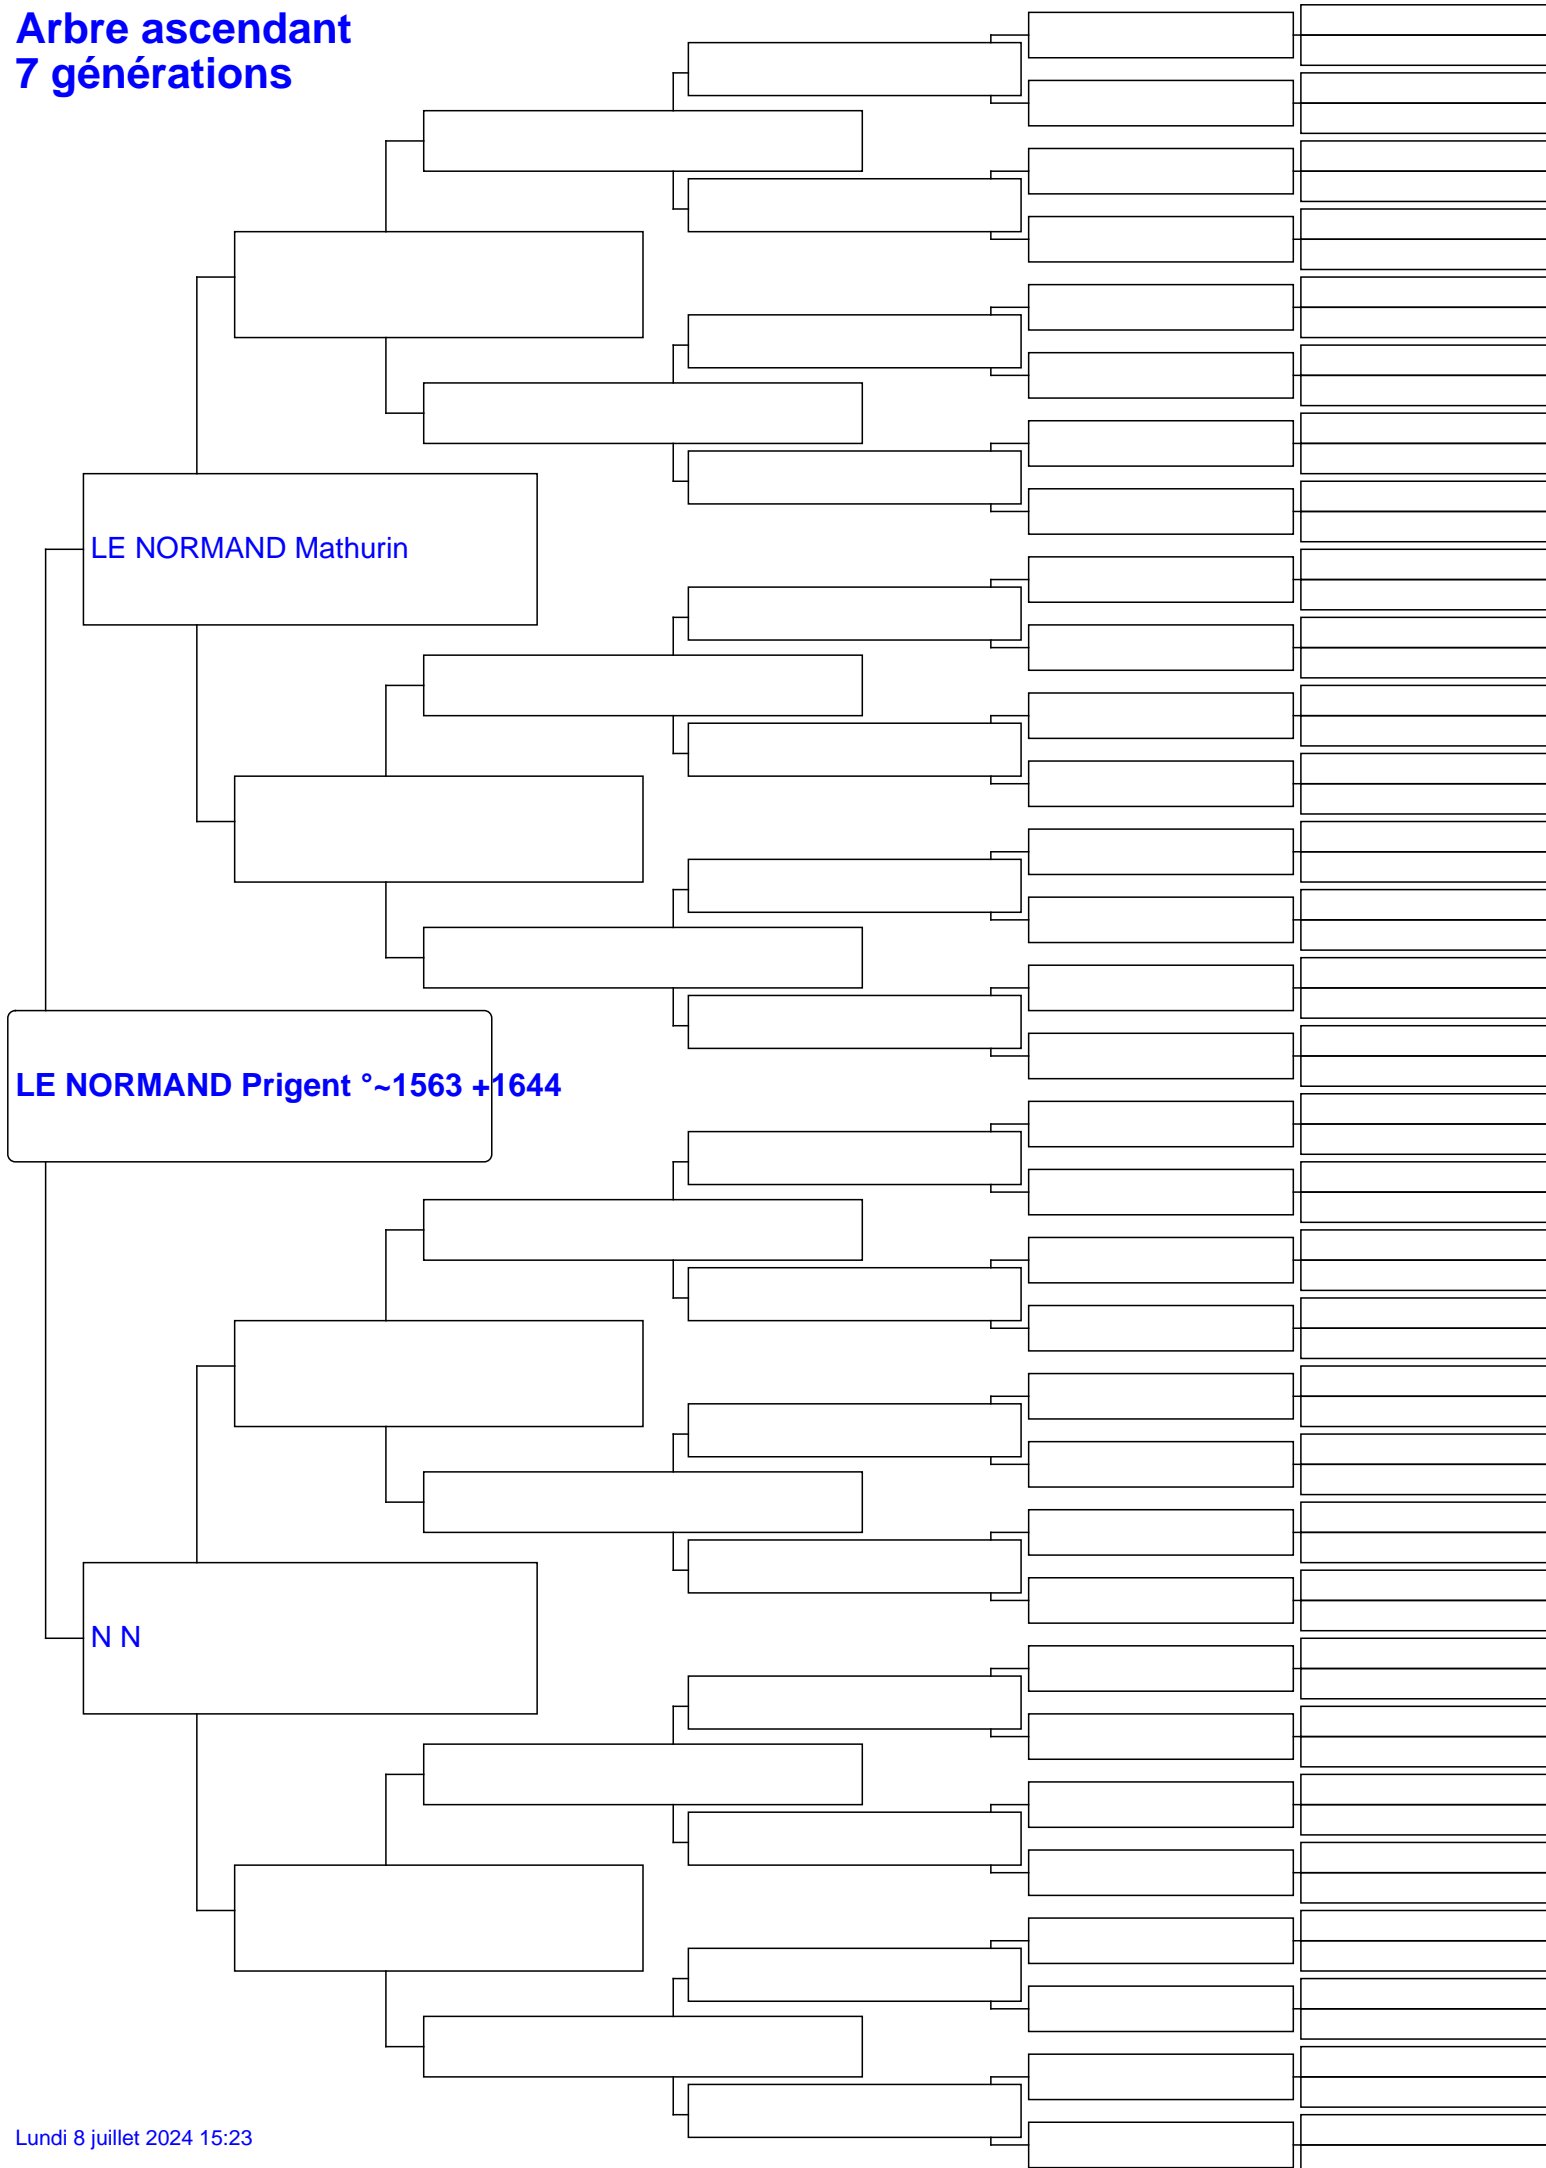 Arbre ascendant
7 générations
LE NORMAND Mathurin
LE NORMAND Prigent °~1563 +1644
N N
Lundi 8 juillet 2024 15:23